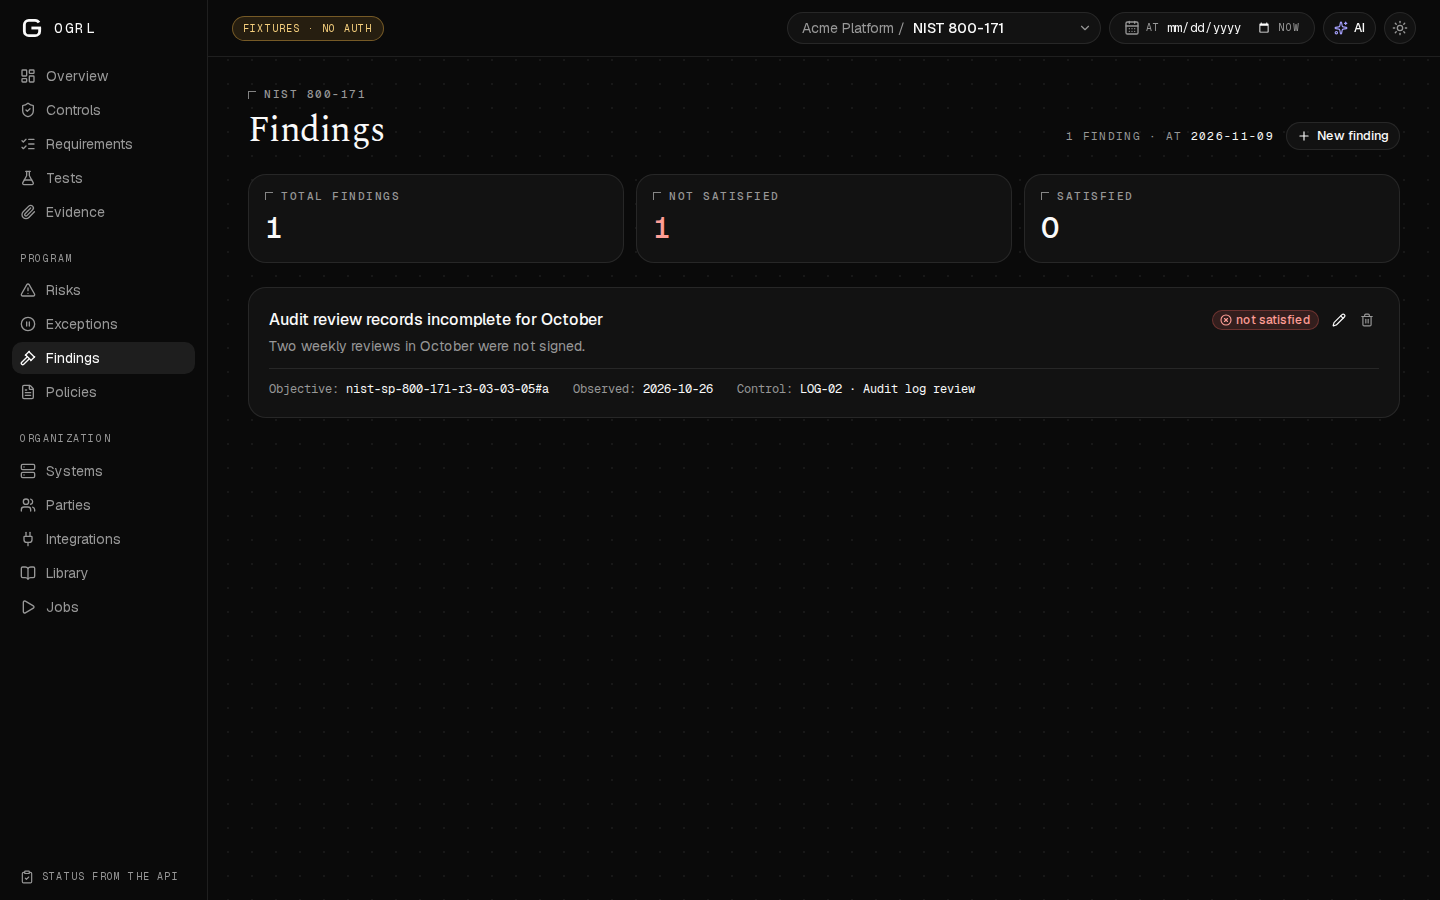 OGRL
FIXTURES · NO AUTH
Acme Platform / NIST 800-171
AT mm/dd/yyyy NOW
AI
Overview
Controls
Requirements
Tests
Evidence
PROGRAM
Risks
Exceptions
Findings
Policies
ORGANIZATION
Systems
Parties
Integrations
Library
Jobs
STATUS FROM THE API
NIST 800-171
Findings
1 FINDING · AT 2026-11-09
New finding
TOTAL FINDINGS
1
NOT SATISFIED
1
SATISFIED
0
Audit review records incomplete for October
not satisfied
Two weekly reviews in October were not signed.
Objective: nist-sp-800-171-r3-03-03-05#a Observed: 2026-10-26 Control: LOG-02 · Audit log review